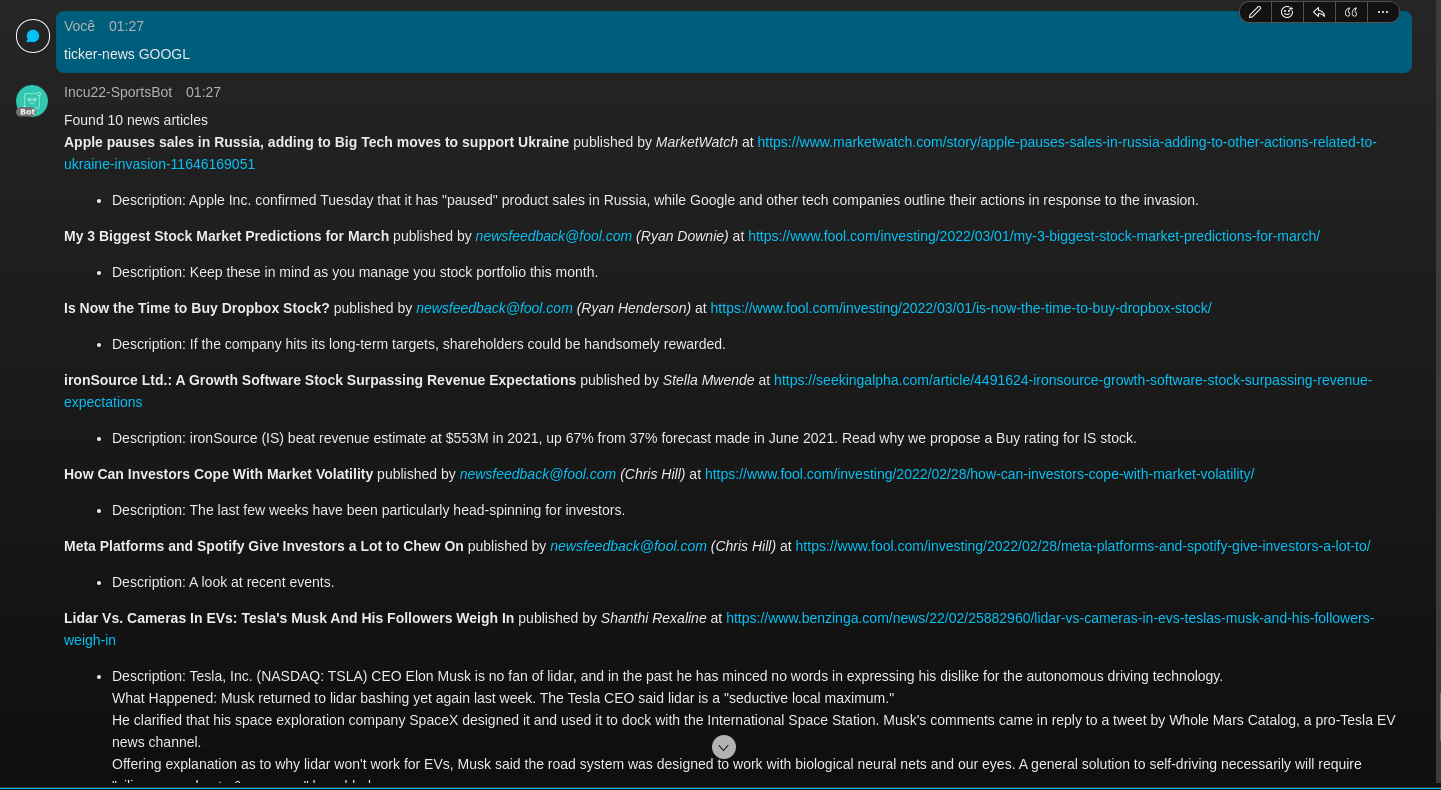 Você 01:27
ticker-news GOOGL
Bot
Incu22-SportsBot 01:27
Found 10 news articles
Apple pauses sales in Russia, adding to Big Tech moves to support Ukraine published by MarketWatch at https://www.marketwatch.com/story/apple-pauses-sales-in-russia-adding-to-other-actions-related-to-
ukraine-invasion-11646169051
• Description: Apple Inc. confirmed Tuesday that it has "paused" product sales in Russia, while Google and other tech companies outline their actions in response to the invasion.
My 3 Biggest Stock Market Predictions for March published by newsfeedback@fool.com (Ryan Downie) at https://www.fool.com/investing/2022/03/01/my-3-biggest-stock-market-predictions-for-march/
• Description: Keep these in mind as you manage you stock portfolio this month.
Is Now the Time to Buy Dropbox Stock? published by newsfeedback@fool.com (Ryan Henderson) at https://www.fool.com/investing/2022/03/01/is-now-the-time-to-buy-dropbox-stock/
• Description: If the company hits its long-term targets, shareholders could be handsomely rewarded.
ironSource Ltd.: A Growth Software Stock Surpassing Revenue Expectations published by Stella Mwende at https://seekingalpha.com/article/4491624-ironsource-growth-software-stock-surpassing-revenue-
expectations
• Description: ironSource (IS) beat revenue estimate at $553M in 2021, up 67% from 37% forecast made in June 2021. Read why we propose a Buy rating for IS stock.
How Can Investors Cope With Market Volatility published by newsfeedback@fool.com (Chris Hill) at https://www.fool.com/investing/2022/02/28/how-can-investors-cope-with-market-volatility/
• Description: The last few weeks have been particularly head-spinning for investors.
Meta Platforms and Spotify Give Investors a Lot to Chew On published by newsfeedback@fool.com (Chris Hill) at https://www.fool.com/investing/2022/02/28/meta-platforms-and-spotify-give-investors-a-lot-to/
• Description: A look at recent events.
Lidar Vs. Cameras In EVs: Tesla's Musk And His Followers Weigh In published by Shanthi Rexaline at https://www.benzinga.com/news/22/02/25882960/lidar-vs-cameras-in-evs-teslas-musk-and-his-followers-
weigh-in
• Description: Tesla, Inc. (NASDAQ: TSLA) CEO Elon Musk is no fan of lidar, and in the past he has minced no words in expressing his dislike for the autonomous driving technology.
What Happened: Musk returned to lidar bashing yet again last week. The Tesla CEO said lidar is a "seductive local maximum."
He clarified that his space exploration company SpaceX designed it and used it to dock with the International Space Station. Musk's comments came in reply to a tweet by Whole Mars Catalog, a pro-Tesla EV
news channel.
Offering explanation as to why lidar won't work for EVs, Musk said the road system was designed to work with biological neural nets and our eyes. A general solution to self-driving necessarily will require